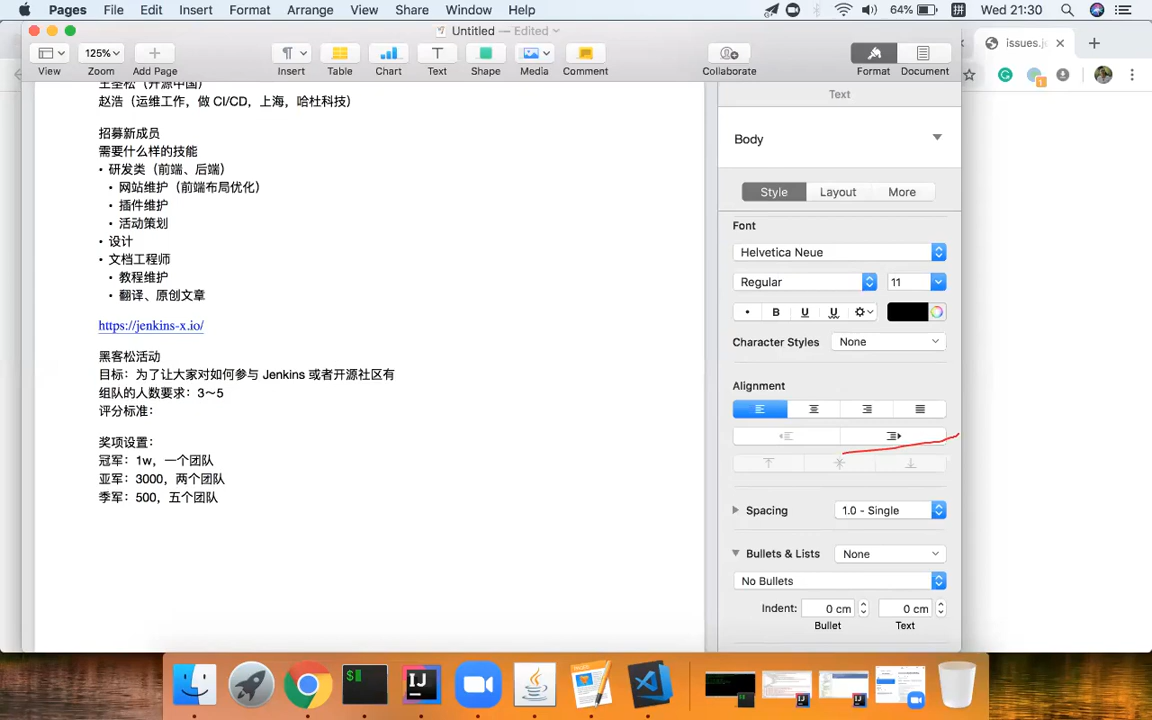 Pages File Edit Insert Format Arrange View Share Window Help 64% Wed 21:30
Untitled — Edited
issues.j
125%
View Zoom Add Page Insert Table Chart Text Shape Media Comment Collaborate Format Document
Text
王圣松（开源中国）
赵浩（运维工作，做 CI/CD，上海，哈杜科技）
招募新成员
需要什么样的技能
• 研发类（前端、后端）
• 网站维护（前端布局优化）
• 插件维护
• 活动策划
• 设计
• 文档工程师
• 教程维护
• 翻译、原创文章
https://jenkins-x.io/
黑客松活动
目标：为了让大家对如何参与 Jenkins 或者开源社区有
组队的人数要求：3～5
评分标准：
奖项设置：
冠军：1w，一个团队
亚军：3000，两个团队
季军：500，五个团队
Body
Style Layout More
Font
Helvetica Neue
Regular 11
B U U
Character Styles None
Alignment
Spacing 1.0 - Single
Bullets & Lists None
No Bullets
Indent: 0 cm 0 cm
Bullet Text